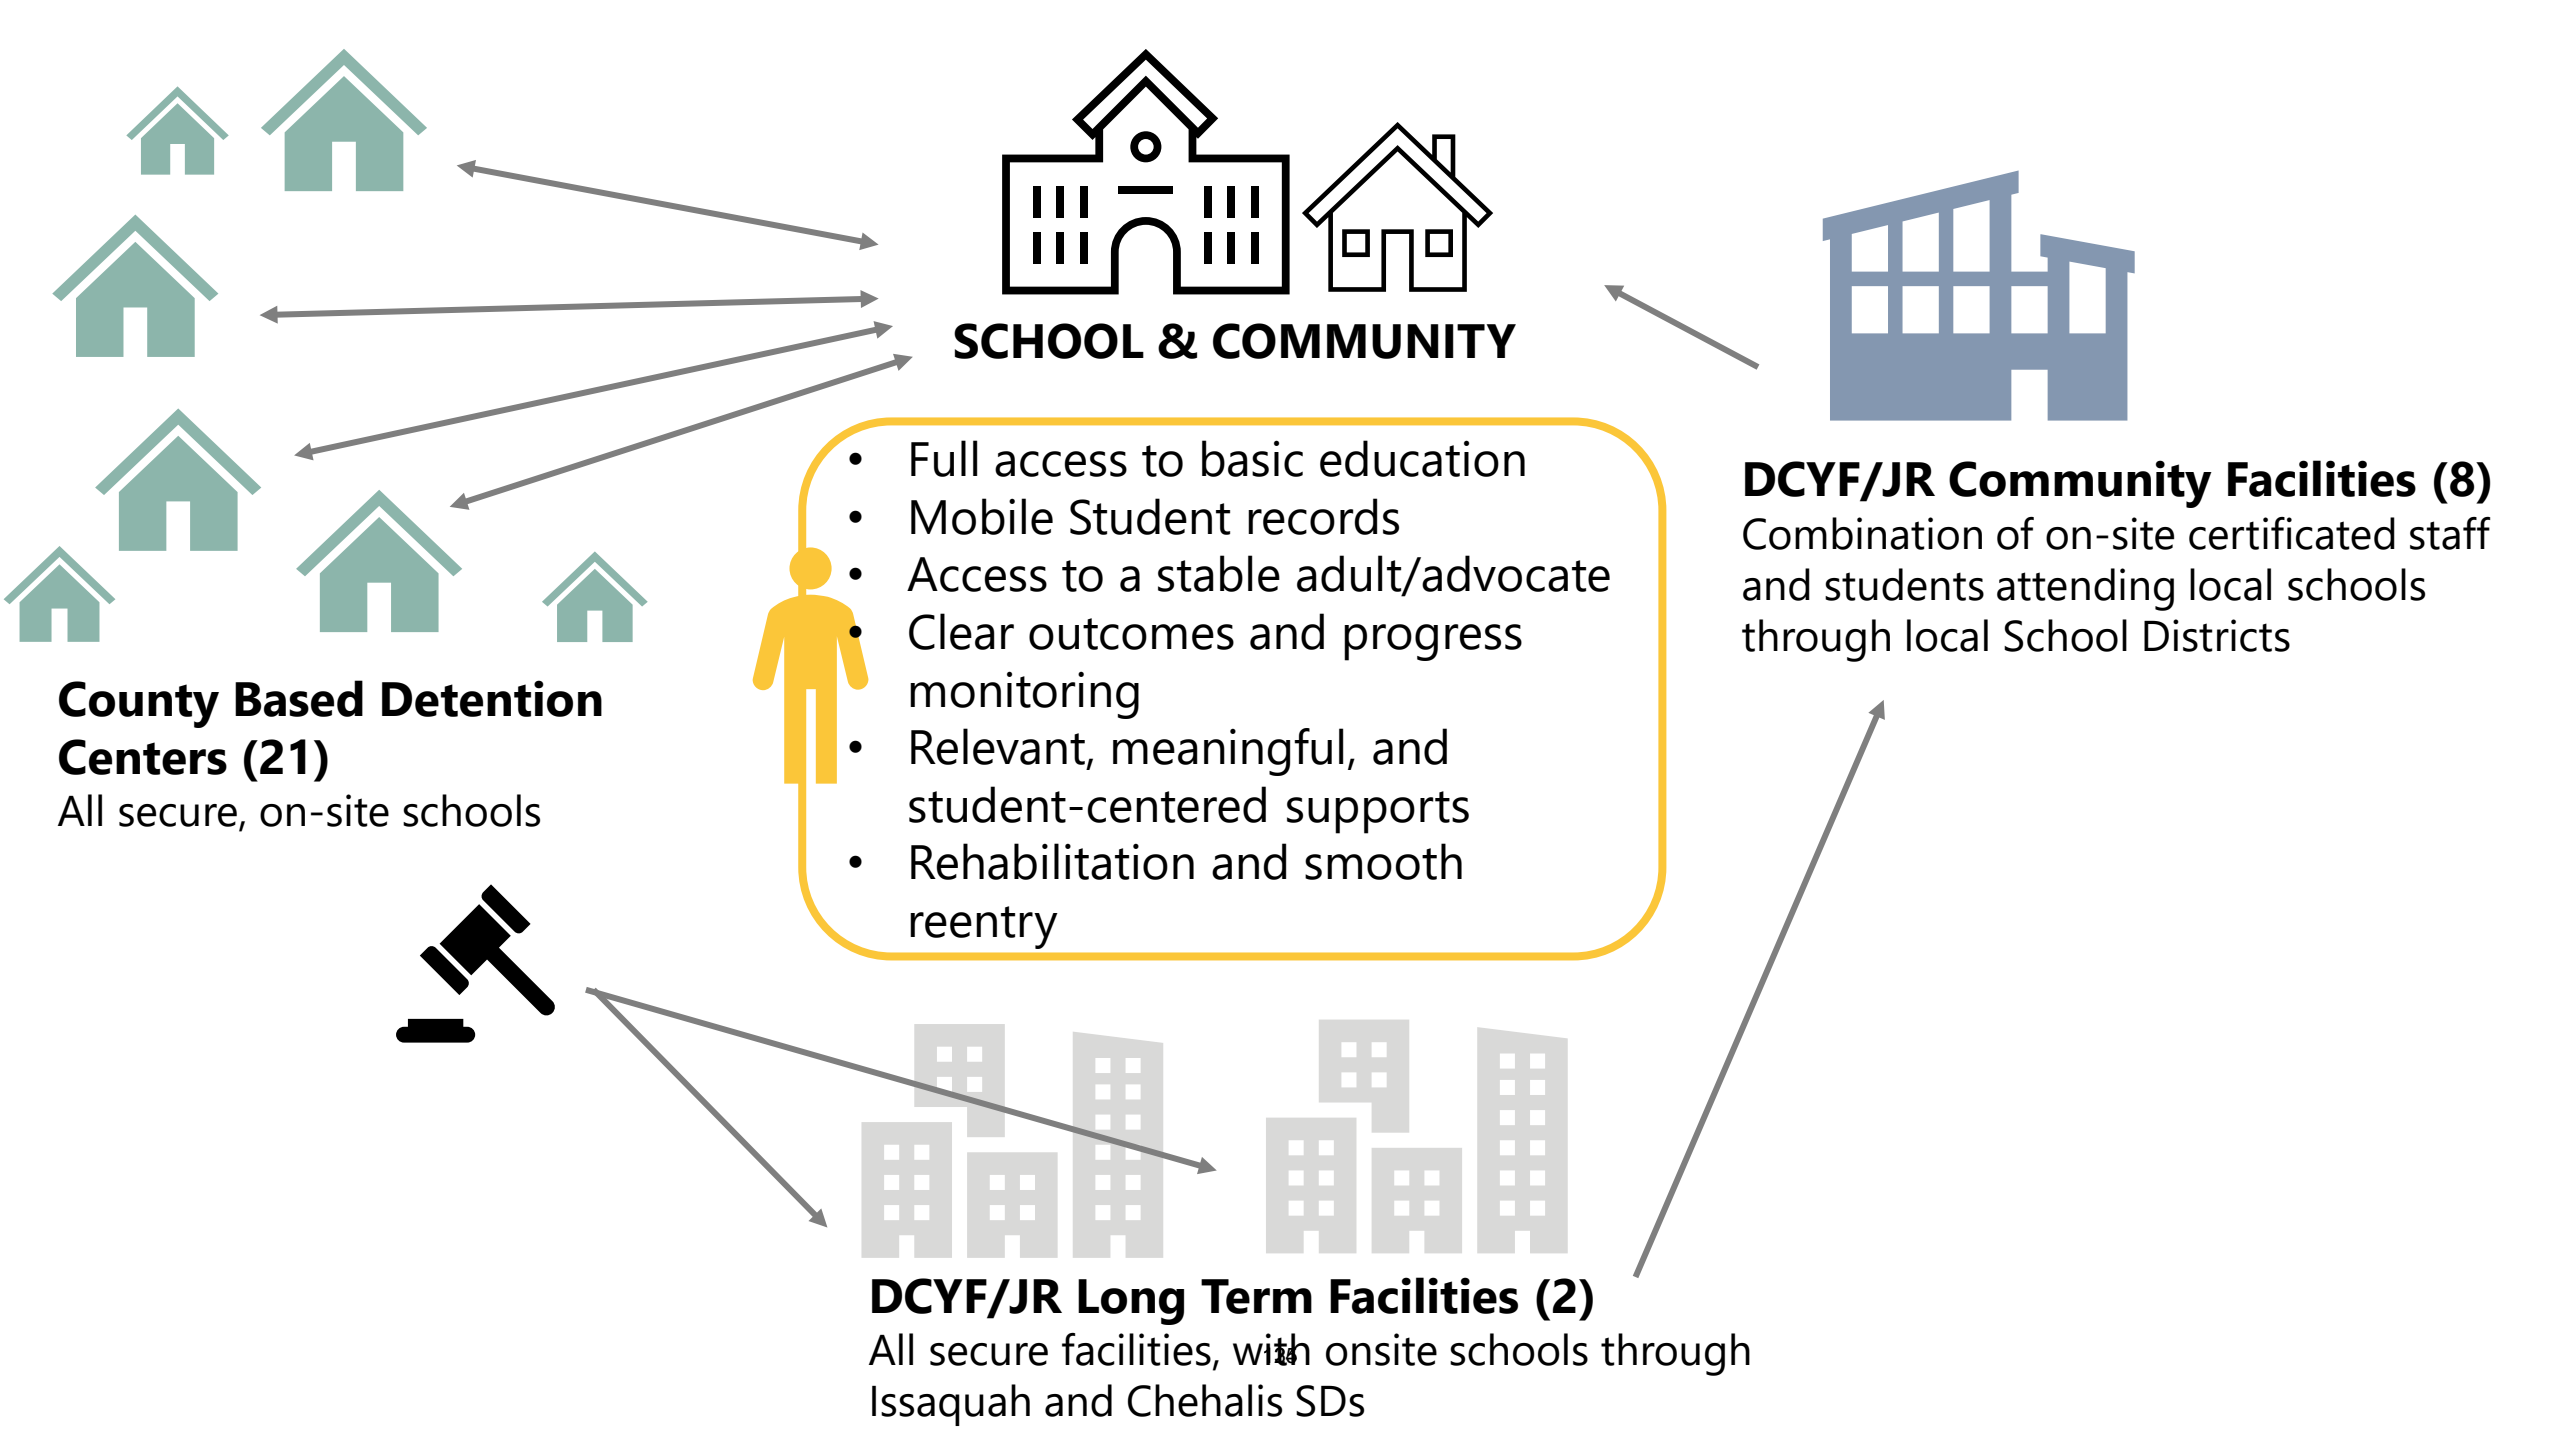 SCHOOL & COMMUNITY
• Full access to basic education
• Mobile Student records
• Access to a stable adult/advocate
• Clear outcomes and progress
monitoring
• Relevant, meaningful, and
student-centered supports
• Rehabilitation and smooth
reentry
DCYF/JR Community Facilities (8)
Combination of on-site certificated staff
and students attending local schools
through local School Districts
County Based Detention
Centers (21)
All secure, on-site schools
DCYF/JR Long Term Facilities (2)
All secure facilities, with onsite schools through
Issaquah and Chehalis SDs